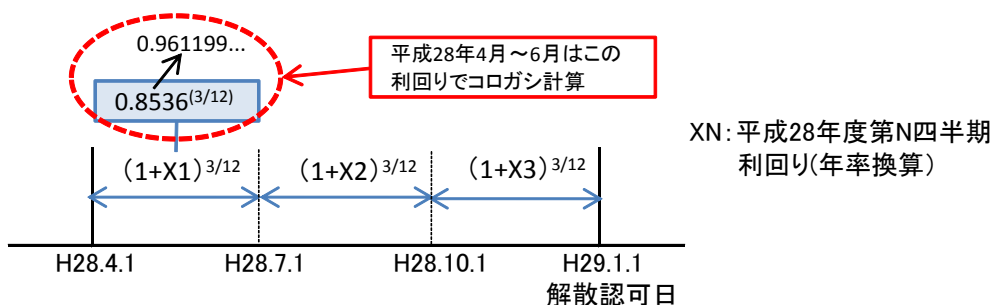 0.961199...
0.8536(3/12)
平成28年4月～6月はこの
利回りでコロガシ計算
XN：平成28年度第N四半期
利回り(年率換算)
(1+X1)3/12
(1+X2)3/12
(1+X3)3/12
H28.4.1
H28.7.1
H28.10.1
H29.1.1
解散認可日